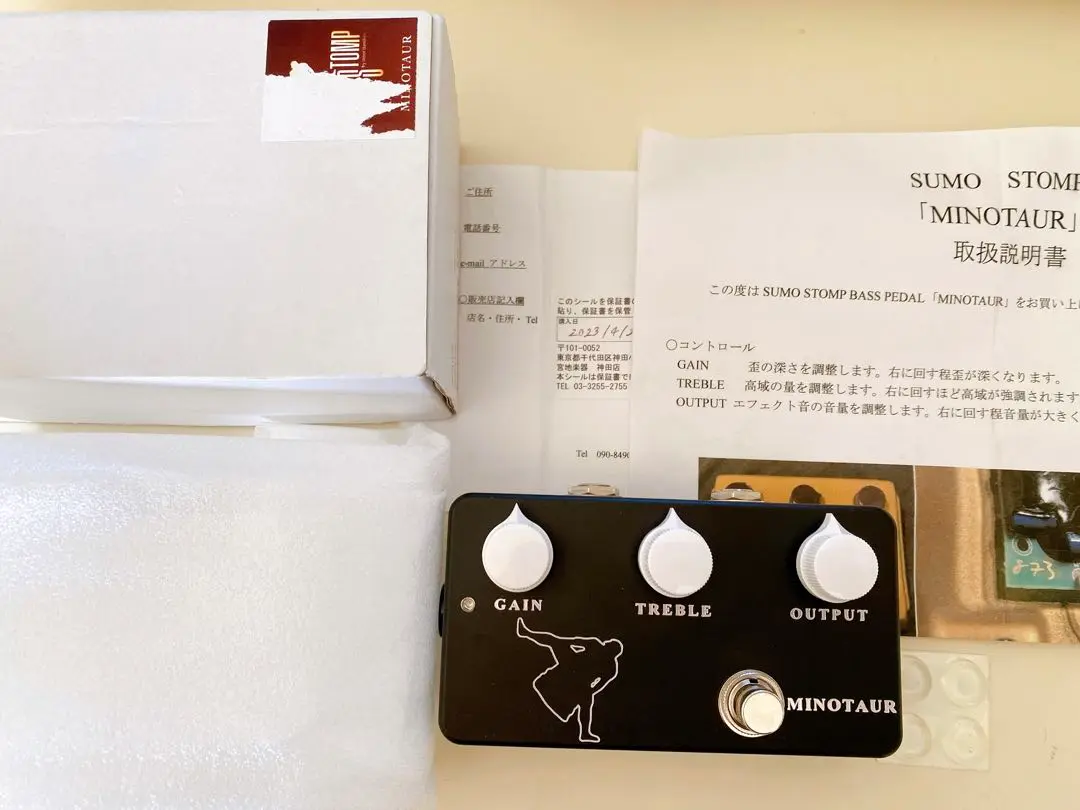 STOMP
MINOTAUR
ご住所
電話番号
e-mail アドレス
〇販売店記入欄
店名・住所・Tel
このシールを保証書
貼り、保証書を保管
購入日
2023/4/2
〒101-0052
東京都千代田区神田
宮地楽器 神田店
本シールは保証書で
TEL 03-3255-2755
Tel 090-8490
SUMO STOMP
「MINOTAUR」
取扱説明書
この度は SUMO STOMP BASS PEDAL「MINOTAUR」をお買い上
〇コントロール
GAIN 歪の深さを調整します。右に回す程歪が深くなります。
TREBLE 高域の量を調整します。右に回すほど高域が強調されます
OUTPUT エフェクト音の音量を調整します。右に回す程音量が大きく
873
GAIN
TREBLE
OUTPUT
MINOTAUR